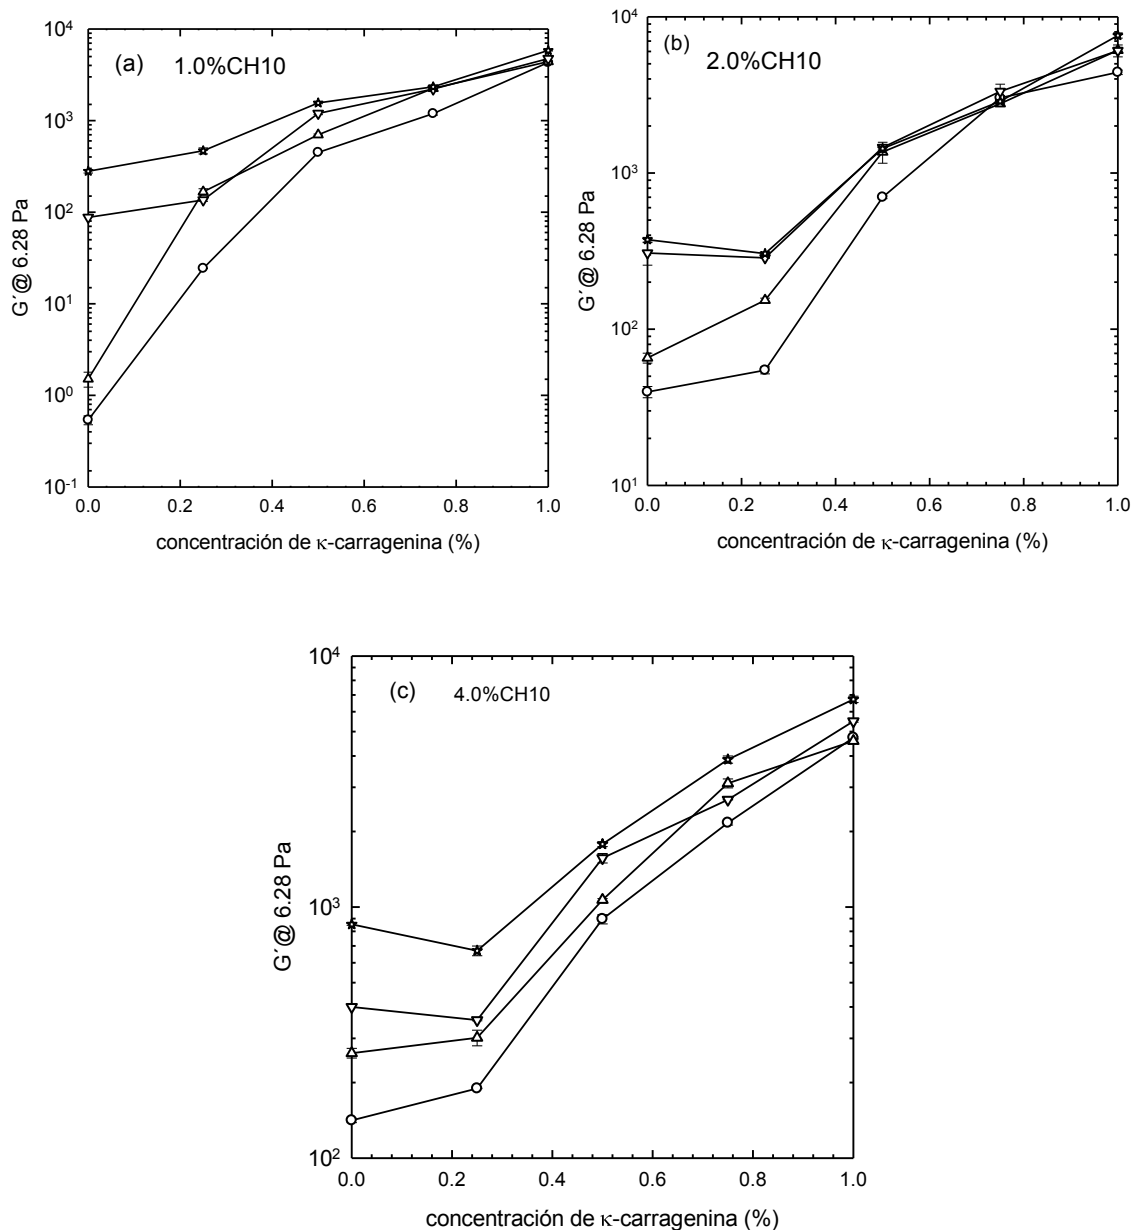 (a)
1.0%CH10
10⁴
10³
10²
10¹
10⁰
10⁻¹
G´@ 6.28 Pa
0.0 0.2 0.4 0.6 0.8 1.0
concentración de κ-carragenina (%)
(b)
2.0%CH10
10⁴
10³
10²
10¹
G´@ 6.28 Pa
0.0 0.2 0.4 0.6 0.8 1.0
concentración de κ-carragenina (%)
(c)
4.0%CH10
10⁴
10³
10²
G´@ 6.28 Pa
0.0 0.2 0.4 0.6 0.8 1.0
concentración de κ-carragenina (%)